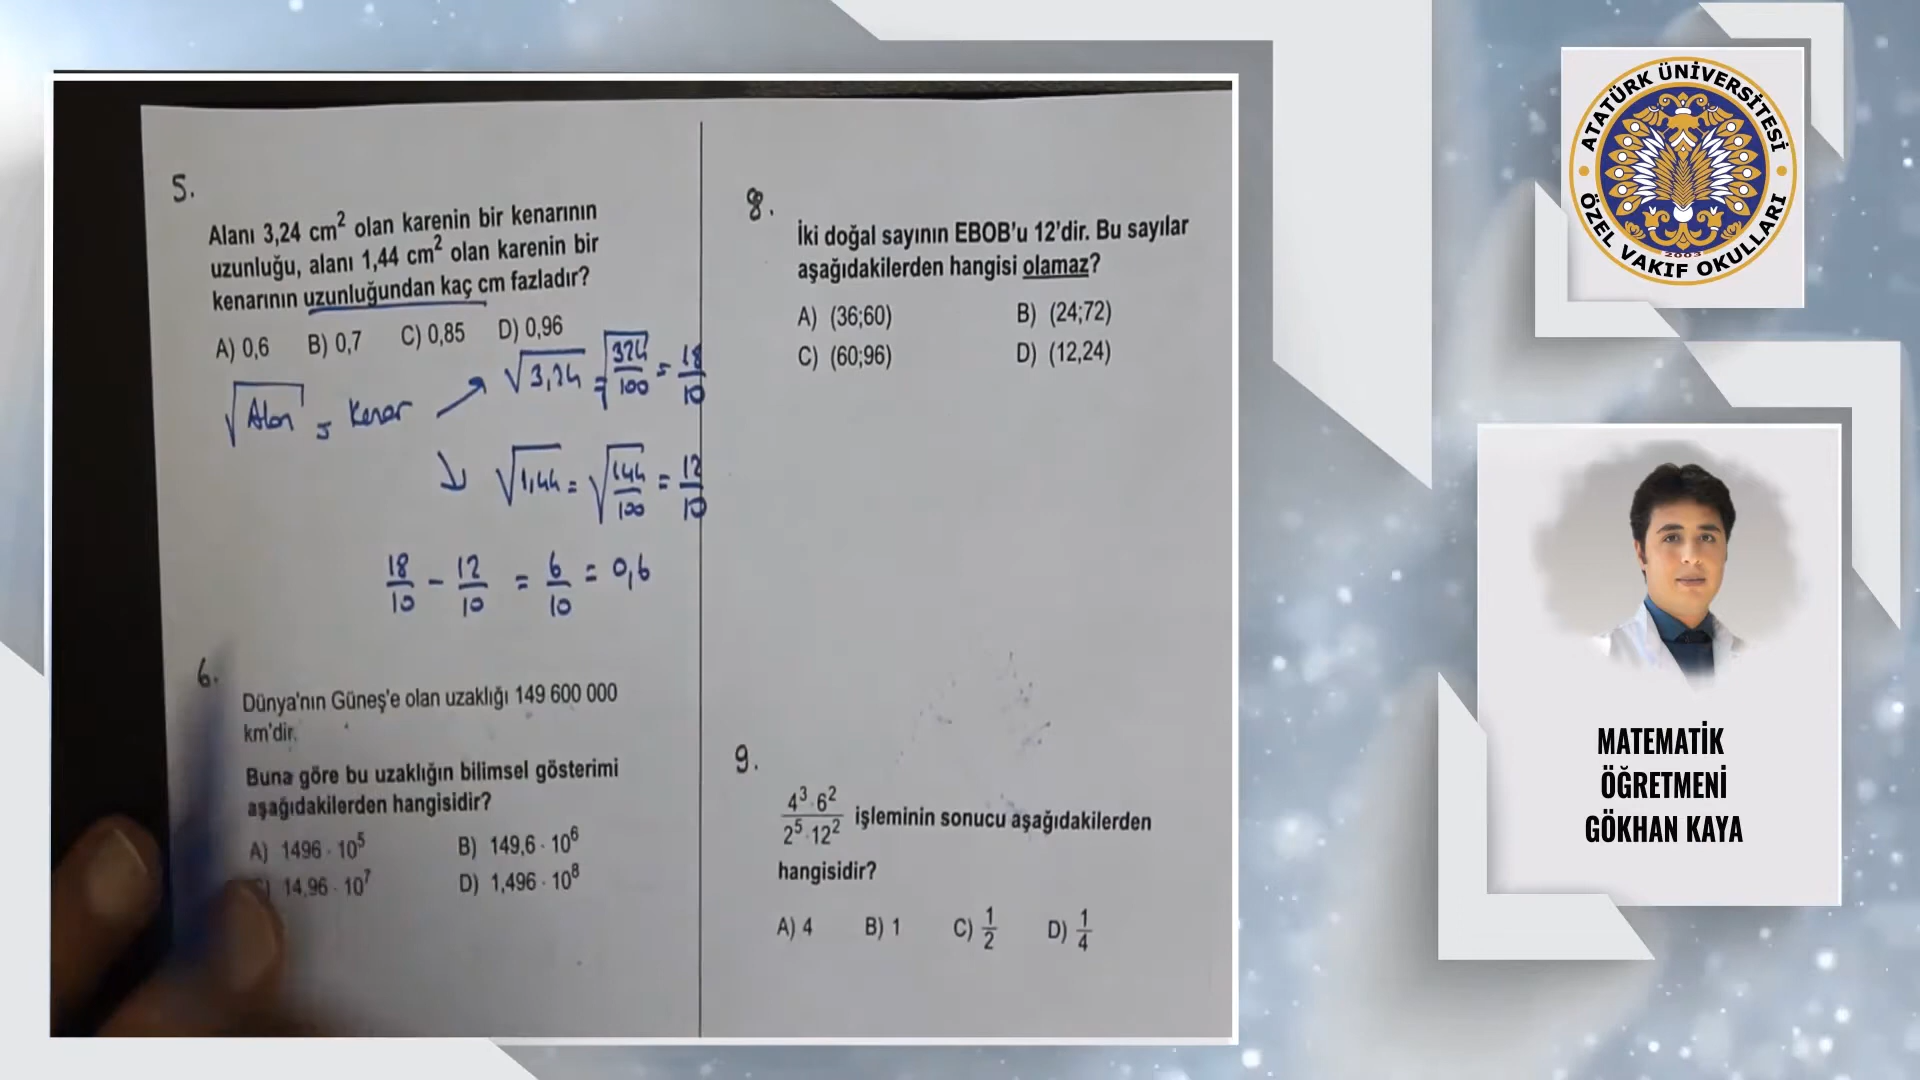 5.
Alanı 3,24 cm² olan karenin bir kenarının
uzunluğu, alanı 1,44 cm² olan karenin bir
kenarının uzunluğundan kaç cm fazladır?
A) 0,6 B) 0,7 C) 0,85 D) 0,96
√Alan = Kenar
√3,24 = √(324/100) = 18/10
√1,44 = √(144/100) = 12/10
18/10 - 12/10 = 6/10 = 0,6
6.
Dünya'nın Güneş'e olan uzaklığı 149 600 000
km'dir.
Buna göre bu uzaklığın bilimsel gösterimi
aşağıdakilerden hangisidir?
A) 1496 · 10⁵ B) 149,6 · 10⁶
14,96 · 10⁷ D) 1,496 · 10⁸
8.
İki doğal sayının EBOB'u 12'dir. Bu sayılar
aşağıdakilerden hangisi olamaz?
A) (36;60) B) (24;72)
C) (60;96) D) (12,24)
9.
4³·6²/2⁵·12² işleminin sonucu aşağıdakilerden
hangisidir?
A) 4 B) 1 C) 1/2 D) 1/4
ATATÜRK ÜNİVERSİTESİ
ÖZEL VAKIF OKULLARI
2003
MATEMATİK
ÖĞRETMENİ
GÖKHAN KAYA